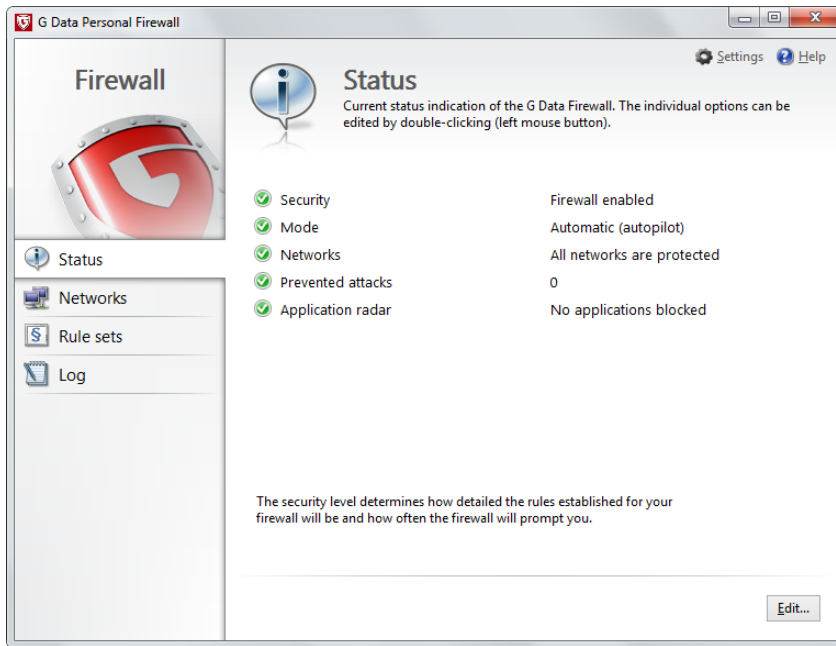 G Data Personal Firewall
Firewall
Settings Help
Status
Current status indication of the G Data Firewall. The individual options can be
edited by double-clicking (left mouse button).
Security Firewall enabled
Mode Automatic (autopilot)
Networks All networks are protected
Prevented attacks 0
Application radar No applications blocked
Status
Networks
Rule sets
Log
The security level determines how detailed the rules established for your
firewall will be and how often the firewall will prompt you.
Edit...